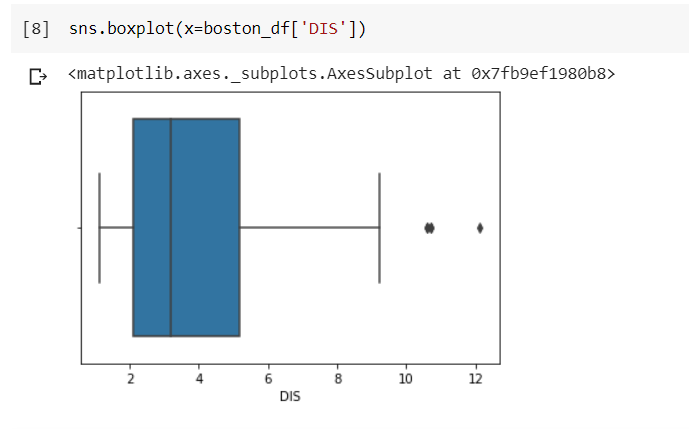 [8] sns.boxplot(x=boston_df['DIS'])
<matplotlib.axes._subplots.AxesSubplot at 0x7fb9ef1980b8>
2 4 6 8 10 12
DIS